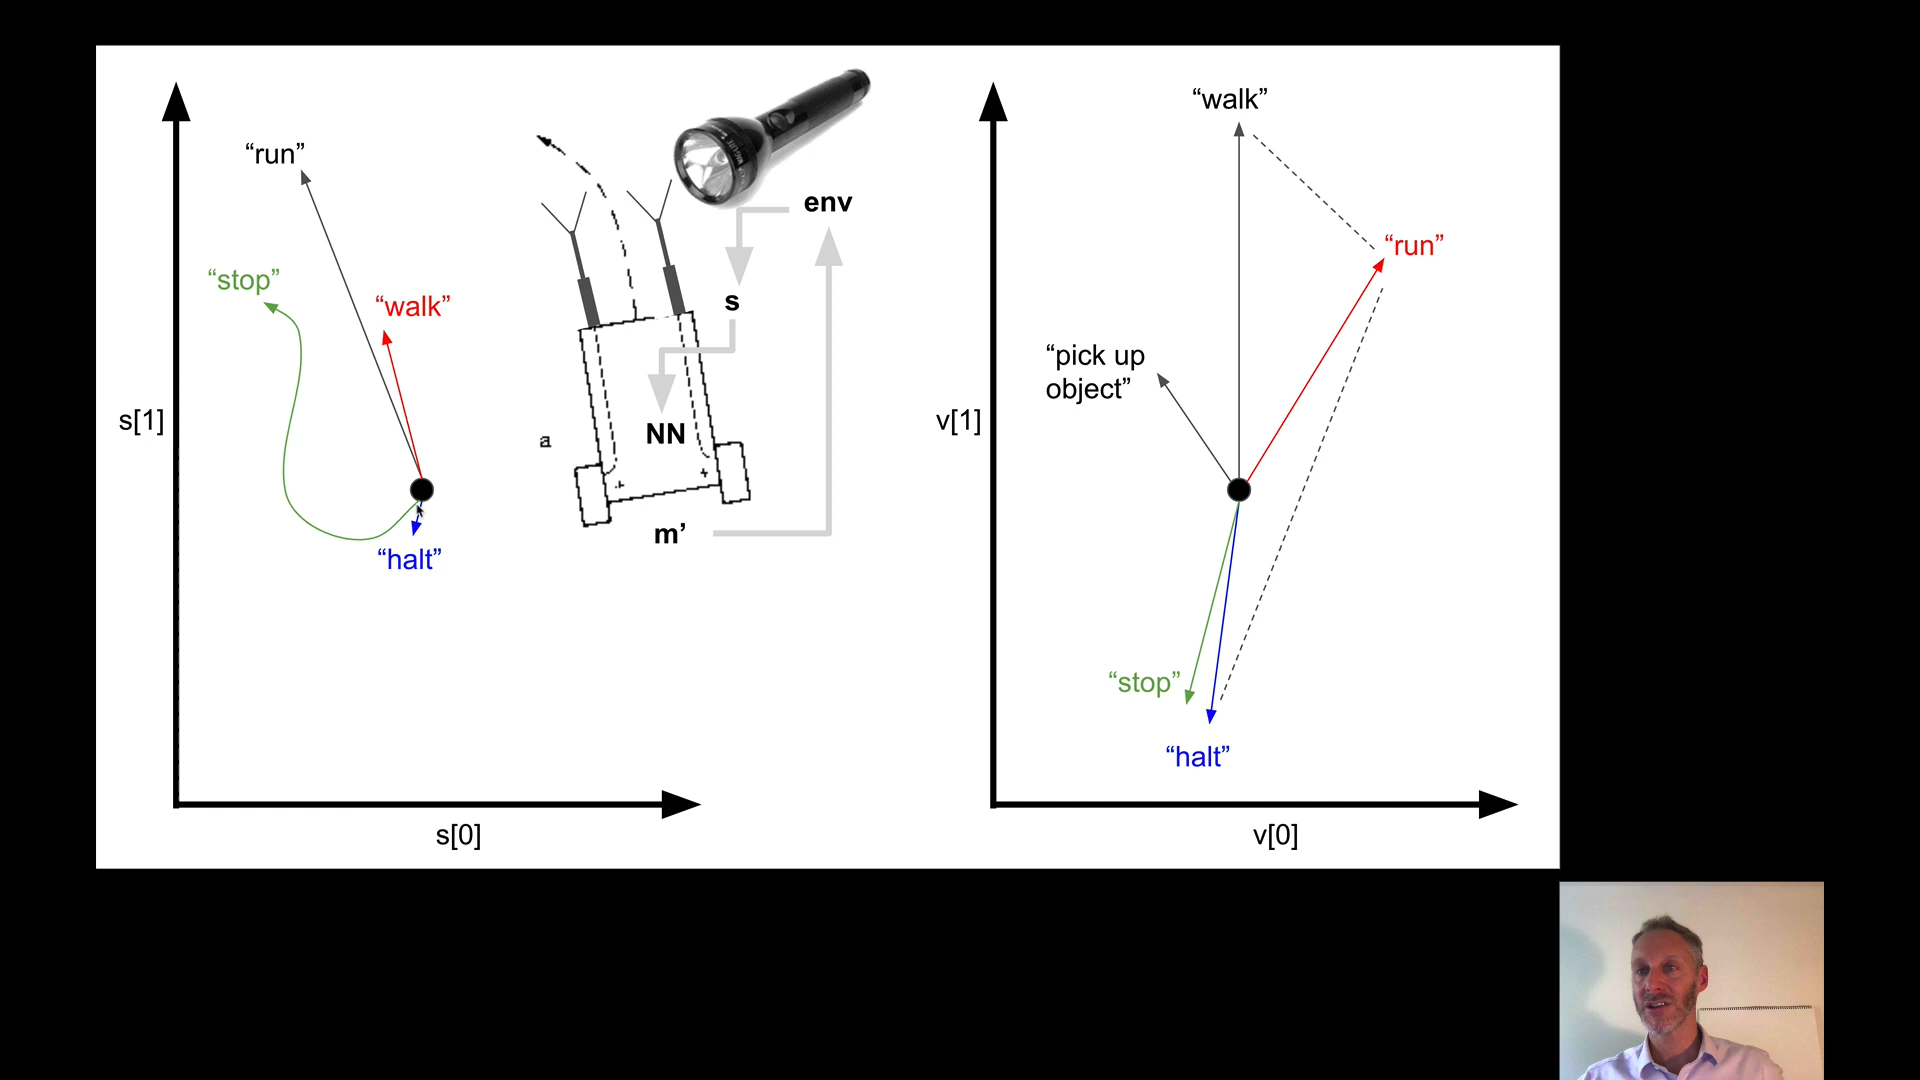 “run”
“stop”
“walk”
s[1]
“halt”
s[0]
env
s
a
NN
m’
“walk”
“run”
“pick up
object”
v[1]
“stop”
“halt”
v[0]